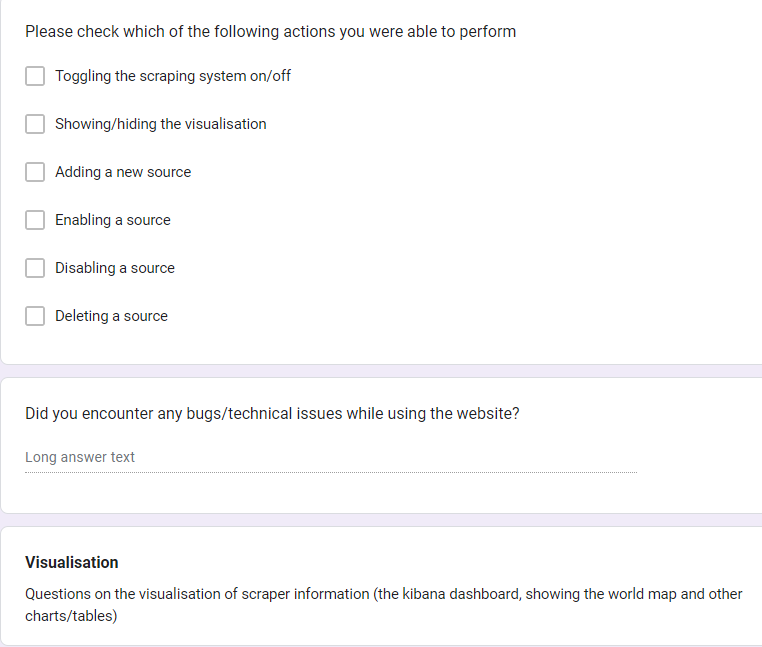 Please check which of the following actions you were able to perform
Toggling the scraping system on/off
Showing/hiding the visualisation
Adding a new source
Enabling a source
Disabling a source
Deleting a source
Did you encounter any bugs/technical issues while using the website?
Long answer text
Visualisation
Questions on the visualisation of scraper information (the kibana dashboard, showing the world map and other
charts/tables)